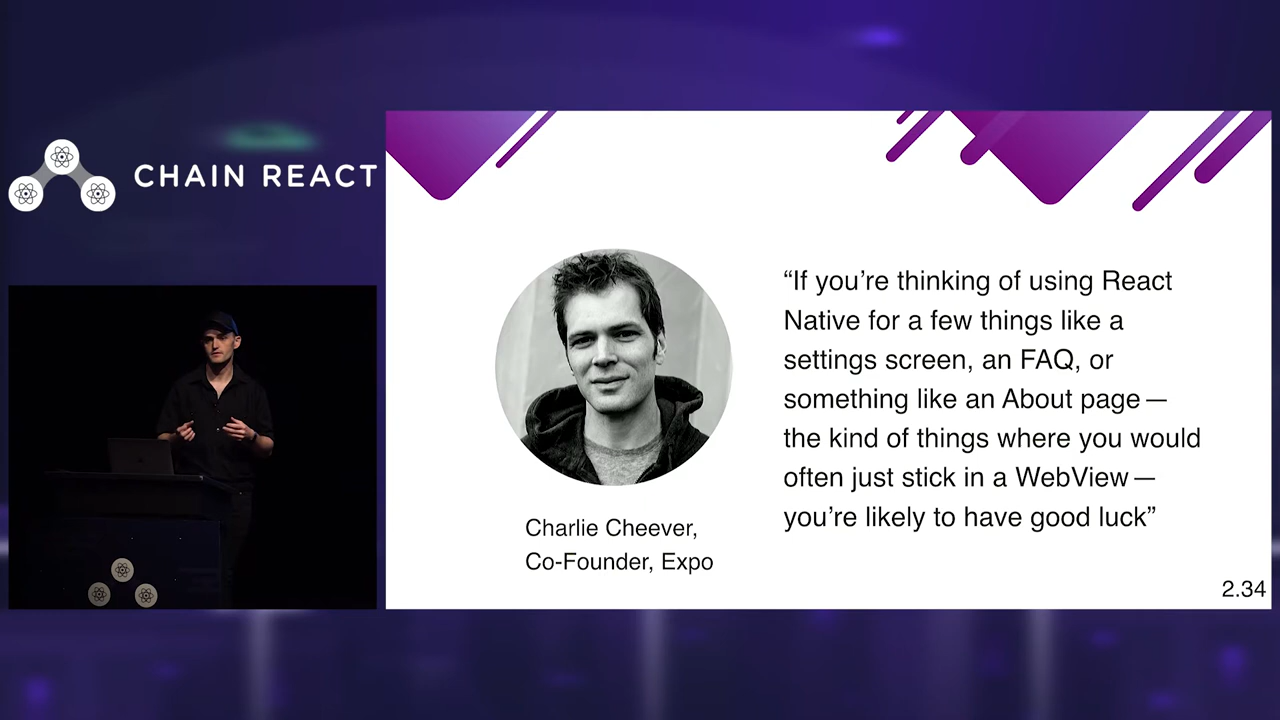 CHAIN REACT
“If you’re thinking of using React
Native for a few things like a
settings screen, an FAQ, or
something like an About page —
the kind of things where you would
often just stick in a WebView —
you’re likely to have good luck”
Charlie Cheever,
Co-Founder, Expo
2.34